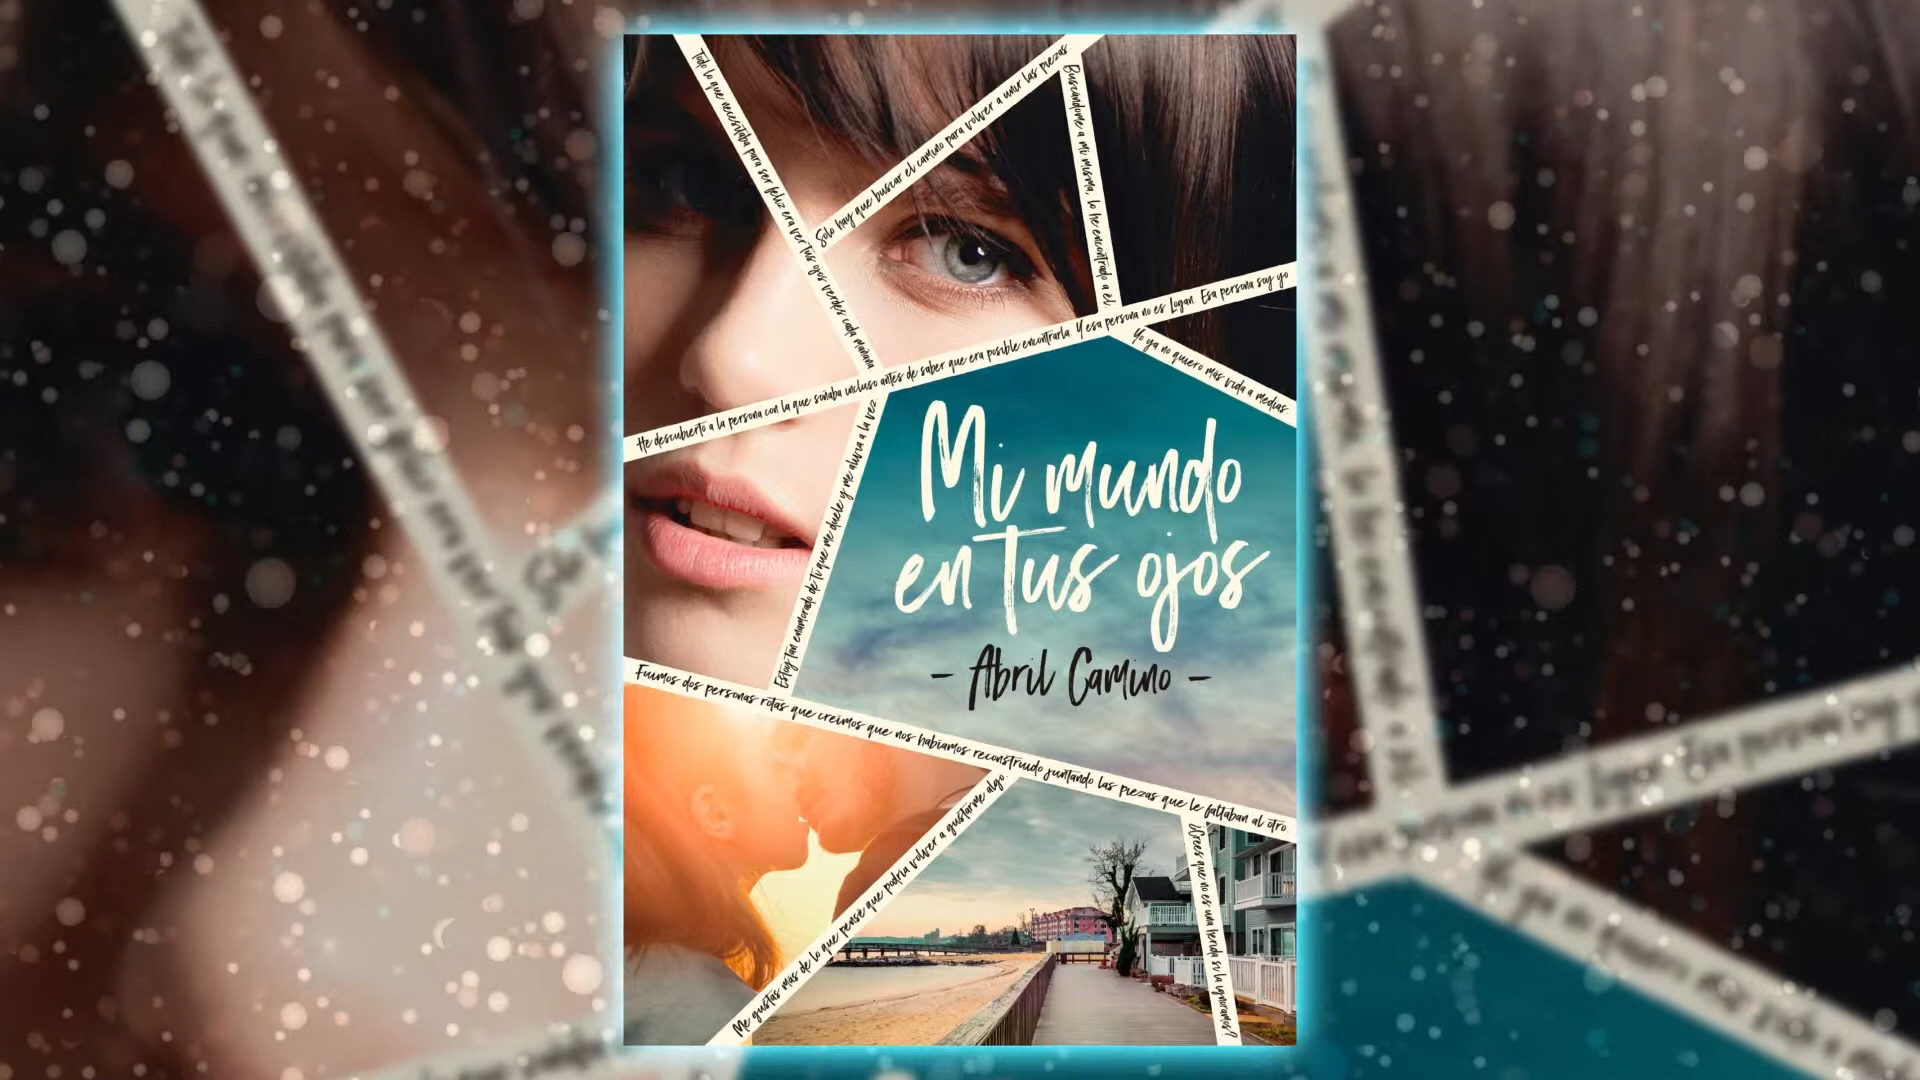 Todo lo que necesitaba para ser feliz era ver tus ojos verdes cada mañana
Solo hay que buscar el camino para volver a unir las piezas
Buscándome a mí misma, lo he encontrado a él
He descubierto a la persona con la que soñaba incluso antes de saber que era posible encontrarla. Y esa persona no es Logan. Esa persona soy yo
Yo ya no quiero más vida a medias
Estoy tan enamorado de ti que me duele y me alivia a la vez
Mi mundo
en tus ojos
- Abril Camino -
Fuimos dos personas rotas que creímos que nos habíamos reconstruido juntando las piezas que le faltaban al otro.
Me gustas más de lo que pensé que podría volver a gustarme algo.
¿Crees que no es una herida si la ignoramos?